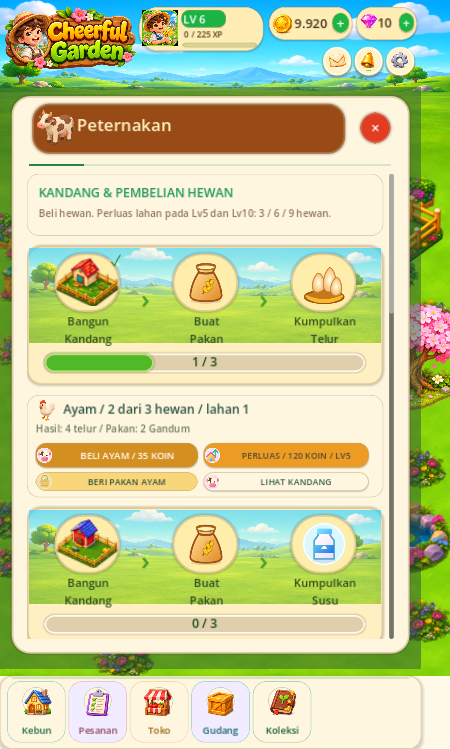 Cheerful
Garden
LV 6
0 / 225 XP
9.920 +
10 +
Peternakan
×
KANDANG & PEMBELIAN HEWAN
Beli hewan. Perluas lahan pada Lv5 dan Lv10: 3 / 6 / 9 hewan.
Bangun Kandang
Buat Pakan
Kumpulkan Telur
1 / 3
Ayam / 2 dari 3 hewan / lahan 1
Hasil: 4 telur / Pakan: 2 Gandum
BELI AYAM / 35 KOIN
PERLUAS / 120 KOIN / LV5
BERI PAKAN AYAM
LIHAT KANDANG
Bangun Kandang
Buat Pakan
Kumpulkan Susu
0 / 3
Kebun
Pesanan
Toko
Gudang
Koleksi